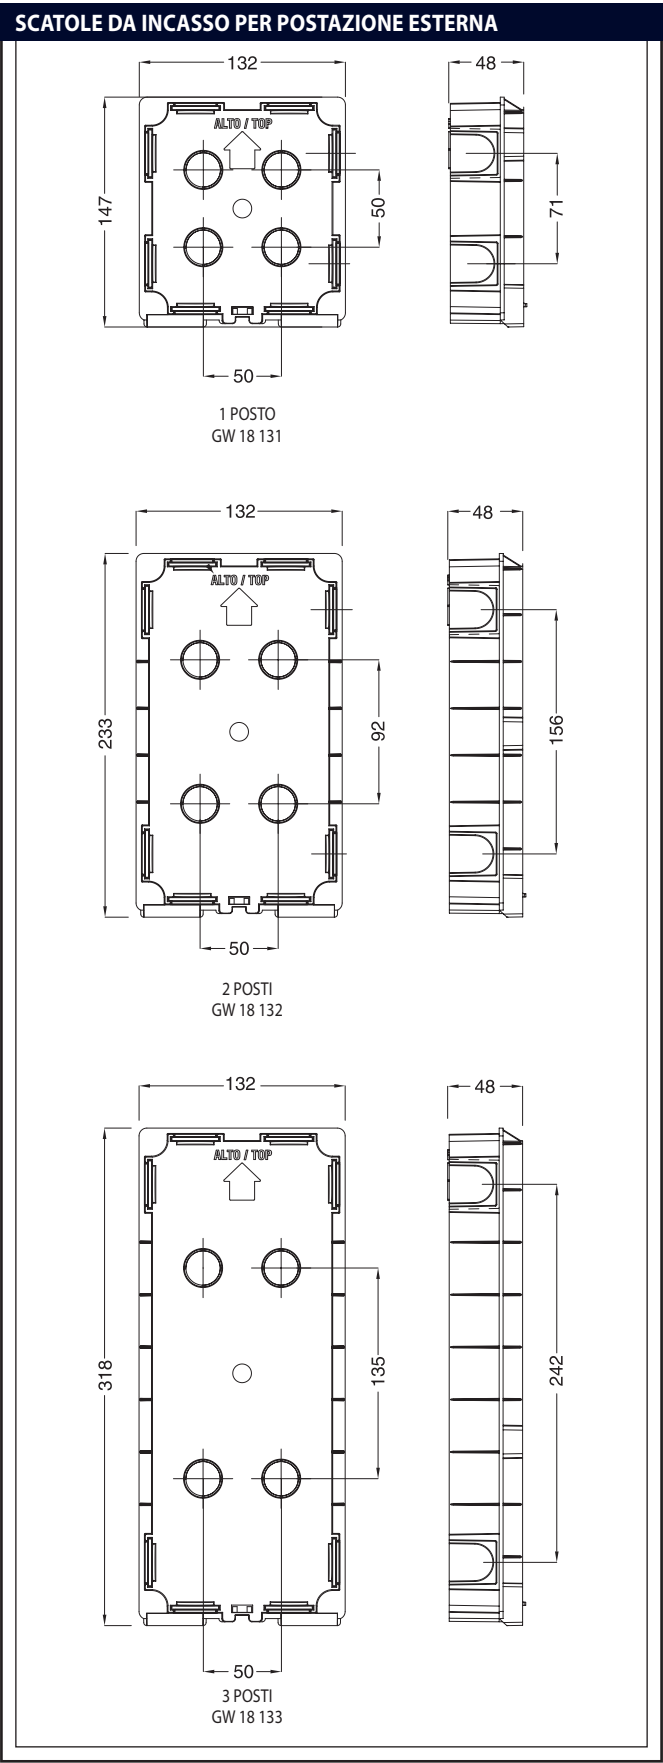 SCATOLE DA INCASSO PER POSTAZIONE ESTERNA
132
48
ALTO / TOP
147
50
71
50
1 POSTO
GW 18 131
132
48
ALTO / TOP
233
92
156
50
2 POSTI
GW 18 132
132
48
ALTO / TOP
318
135
242
50
3 POSTI
GW 18 133